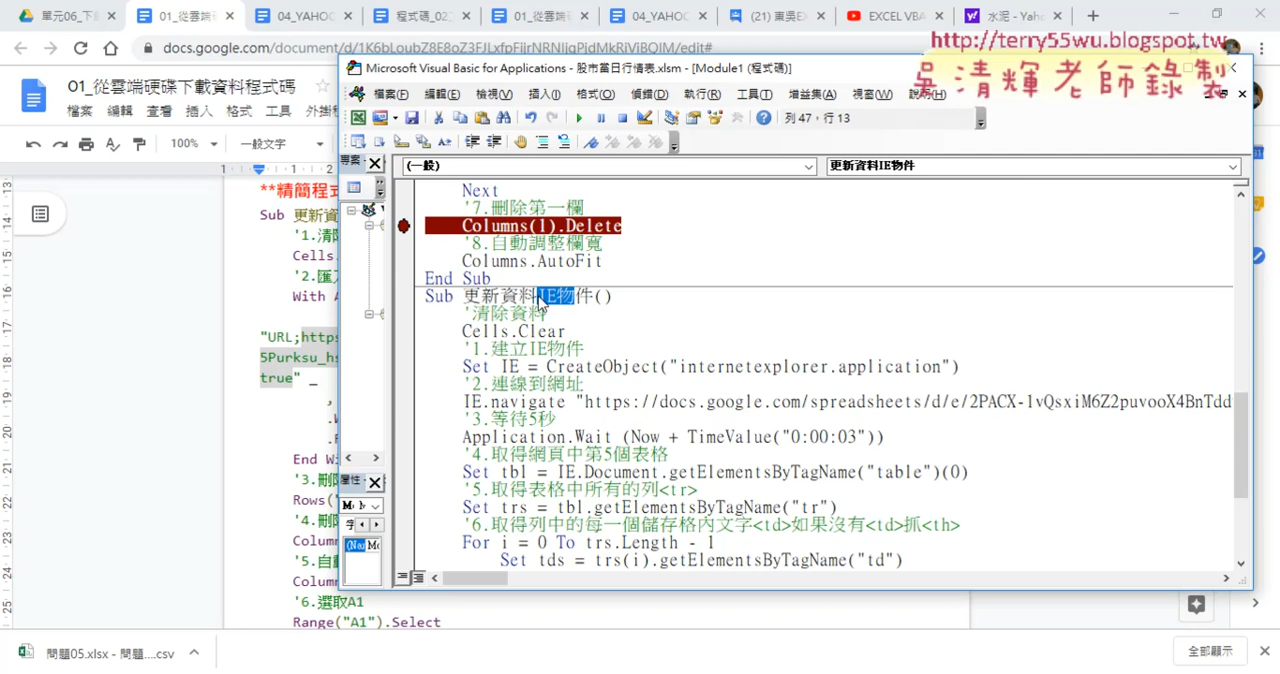 單元06_下
01_從雲端硬
04_YAHOO
程式碼_02
01_從雲端硬
04_YAHOC
(21) 東吳EX
EXCEL VBA
水泥 - Yaho
docs.google.com/document/d/1K6bLoubZ8E8oZ3FJLxfpFijrNRNljqPjdMkRiVjBQIM/edit#
http://terry55wu.blogspot.tw
吳清輝老師錄製
01_從雲端硬碟下載資料程式碼
檔案 編輯 查看 插入 格式 工具 外掛
100% 一般文字
**精簡程式
Sub 更新資
'1.清除
Cells.
'2.匯入
With A
"URL;https
5Purksu_hs
true" _
End Wi
'3.刪除
Rows("
'4.刪除
Column
'5.自動
Column
'6.選取A1
Range("A1").Select
Microsoft Visual Basic for Applications - 股市當日行情表.xlsm - [Module1 (程式碼)]
檔案(F) 編輯(E) 檢視(V) 插入(I) 格式(O) 偵錯(D) 執行(R) 工具(T) 增益集(A) 視窗(W) 說明(H)
列 47，行 13
專案
(一般)
更新資料IE物件
屬性
Next
'7.刪除第一欄
Columns(1).Delete
'8.自動調整欄寬
Columns.AutoFit
End Sub
Sub 更新資料IE物件()
'清除資料
Cells.Clear
'1.建立IE物件
Set IE = CreateObject("internetexplorer.application")
'2.連線到網址
IE.navigate "https://docs.google.com/spreadsheets/d/e/2PACX-1vQsxiM6Z2puvooX4BnTdd
'3.等待5秒
Application.Wait (Now + TimeValue("0:00:03"))
'4.取得網頁中第5個表格
Set tbl = IE.Document.getElementsByTagName("table")(0)
'5.取得表格中所有的列<tr>
Set trs = tbl.getElementsByTagName("tr")
'6.取得列中的每一個儲存格內文字<td>如果沒有<td>抓<th>
For i = 0 To trs.Length - 1
Set tds = trs(i).getElementsByTagName("td")
問題05.xlsx - 問題....csv
全部顯示